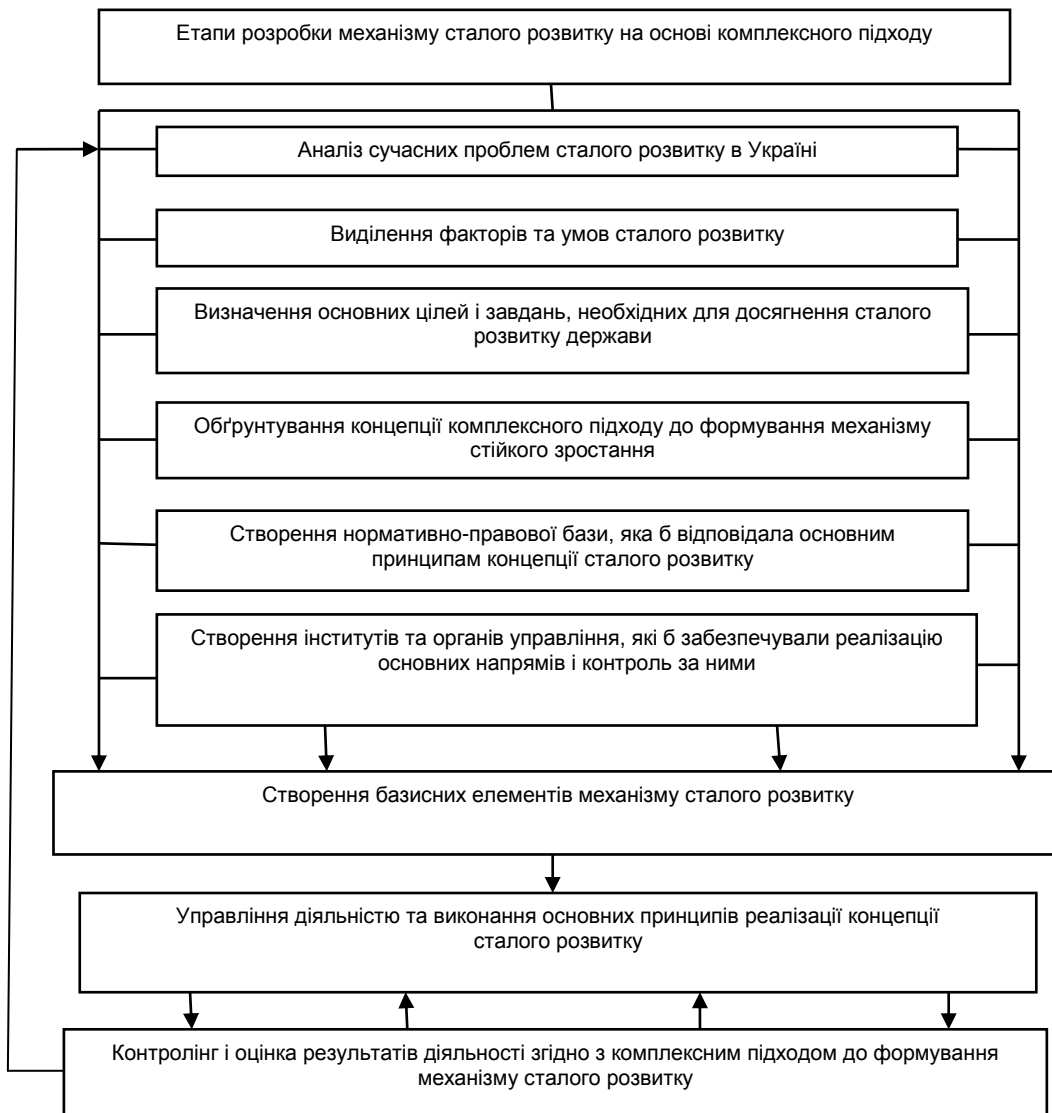 Етапи розробки механізму сталого розвитку на основі комплексного підходу
Аналіз сучасних проблем сталого розвитку в Україні
Виділення факторів та умов сталого розвитку
Визначення основних цілей і завдань, необхідних для досягнення сталого
розвитку держави
Обґрунтування концепції комплексного підходу до формування механізму
стійкого зростання
Створення нормативно-правової бази, яка б відповідала основним
принципам концепції сталого розвитку
Створення інститутів та органів управління, які б забезпечували реалізацію
основних напрямів і контроль за ними
Створення базисних елементів механізму сталого розвитку
Управління діяльністю та виконання основних принципів реалізації концепції
сталого розвитку
Контролінг і оцінка результатів діяльності згідно з комплексним підходом до формування
механізму сталого розвитку